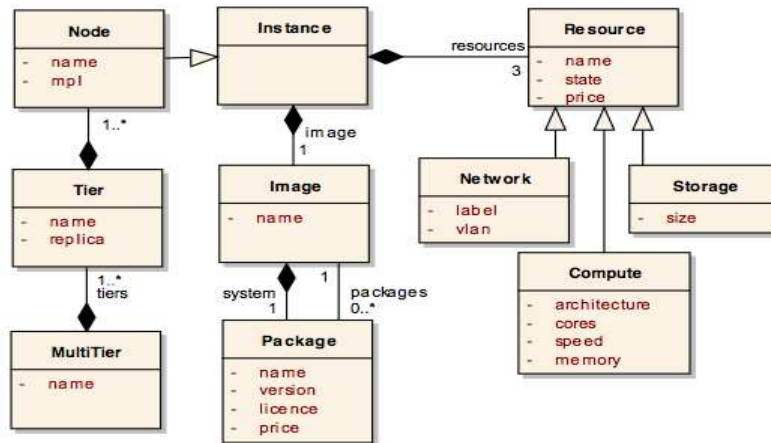 Node
- name
- mpl
Instance
resources
3
Resource
- name
- state
- price
1..*
image
1
Tier
- name
- replica
Image
- name
Network
- label
- vlan
Storage
- size
1..*
tiers
system
1
1
packages
0..*
Compute
- architecture
- cores
- speed
- memory
MultiTier
- name
Package
- name
- version
- licence
- price